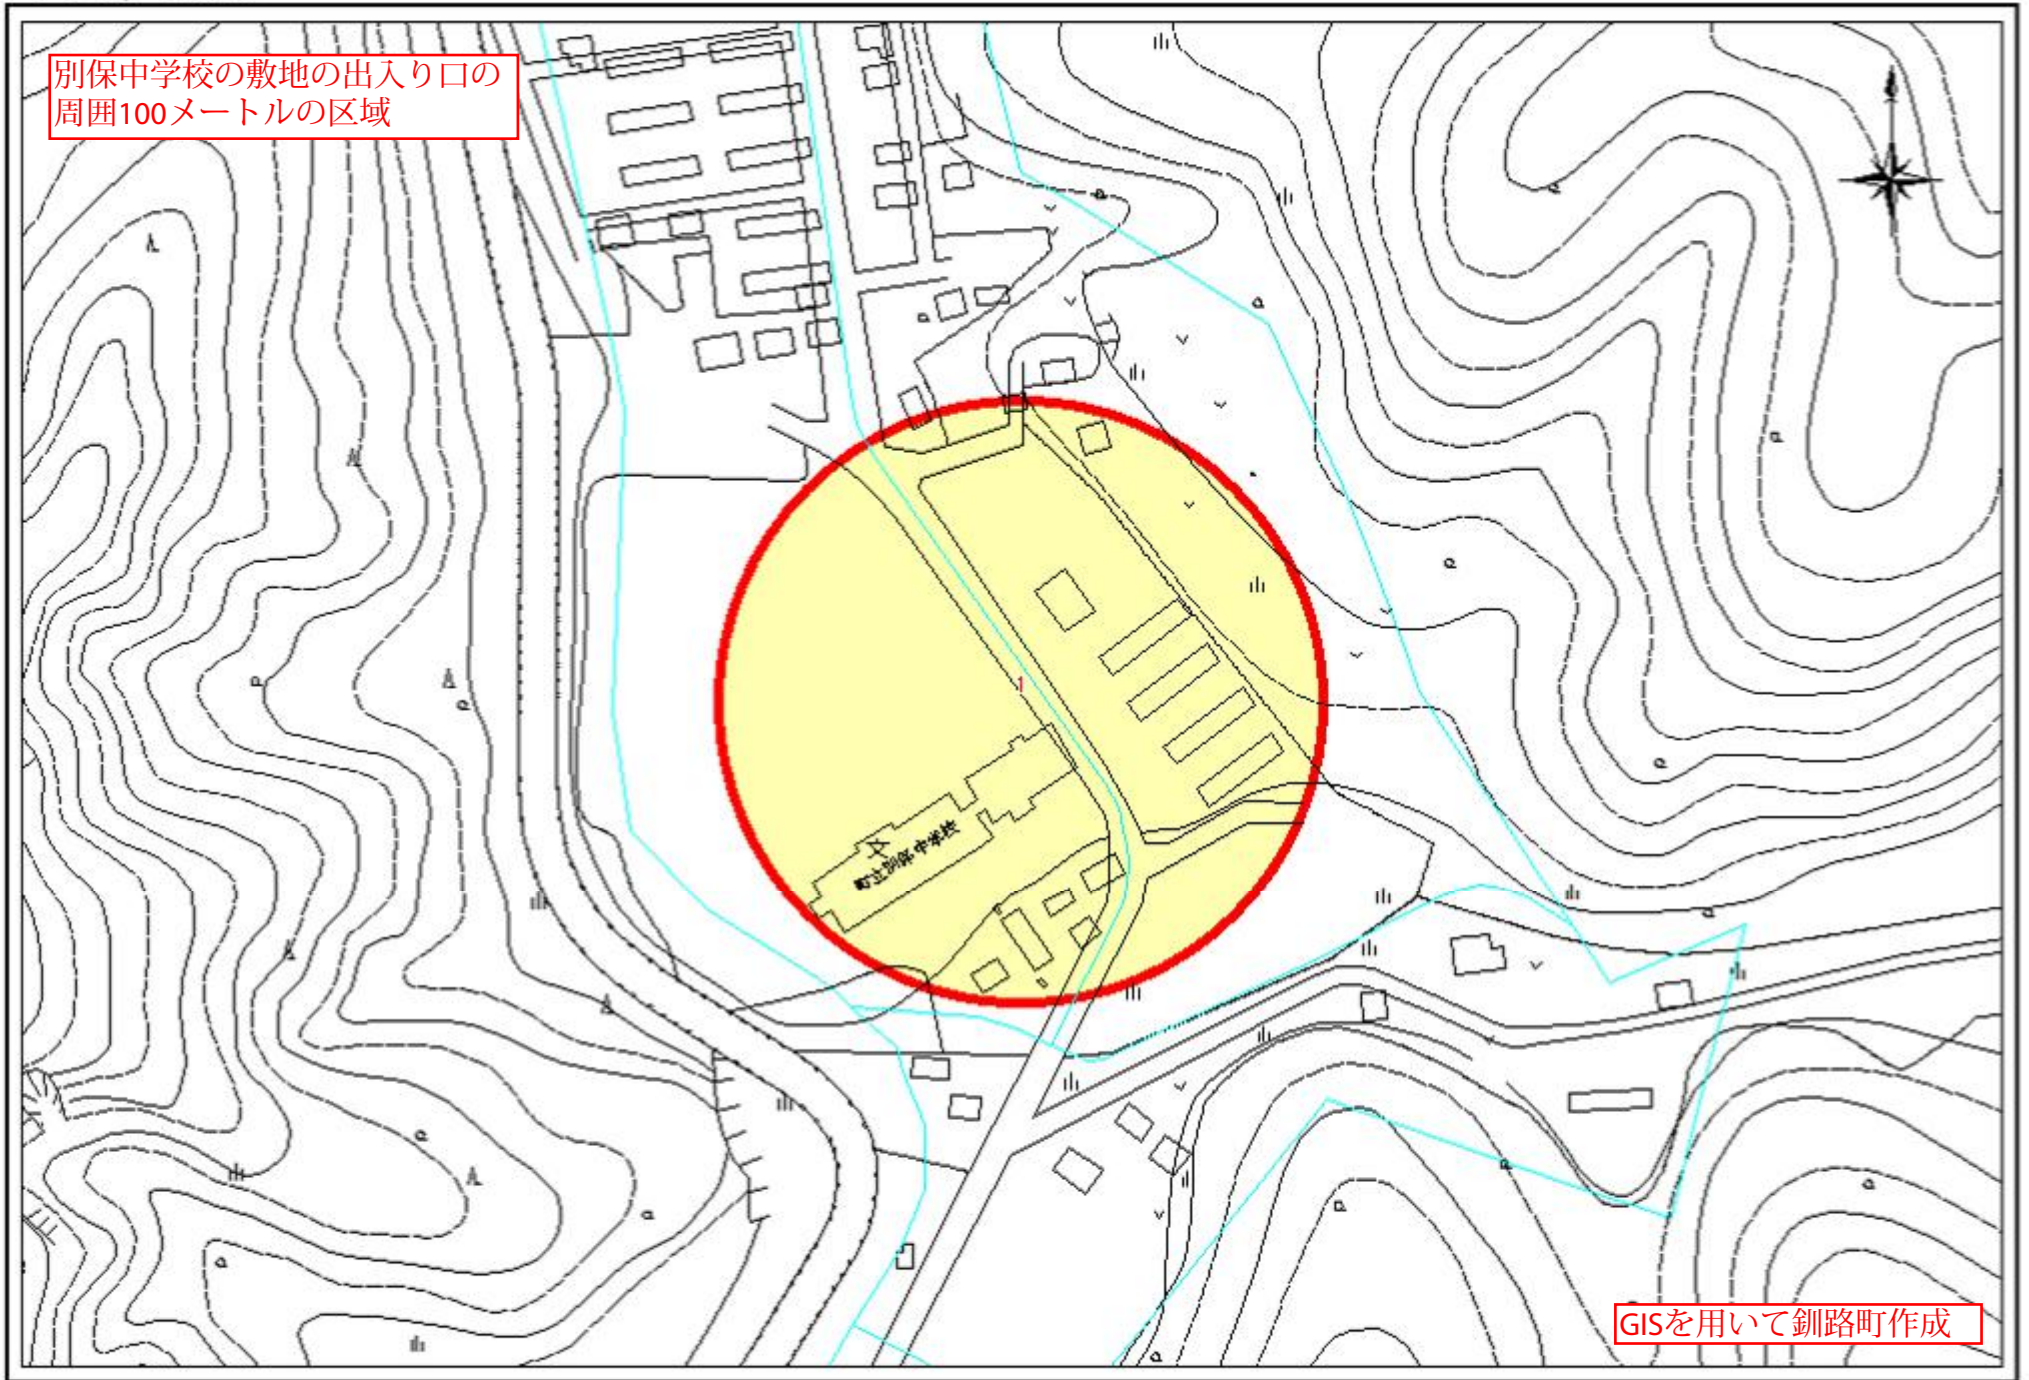 別保中学校の敷地の出入り口の
周囲100メートルの区域
1
町立別保中学校
GISを用いて釧路町作成